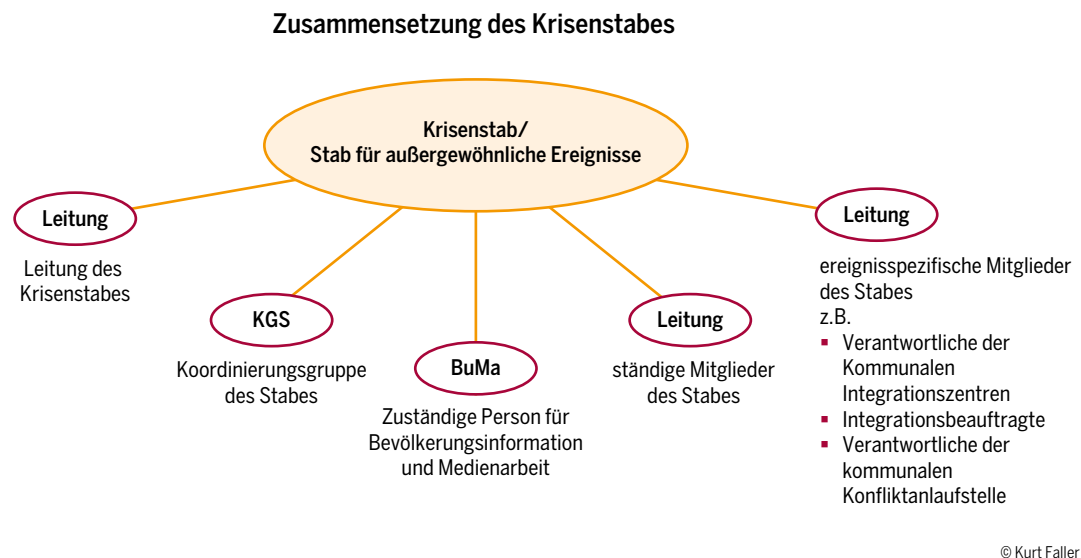 Zusammensetzung des Krisenstabes
Krisenstab/
Stab für außergewöhnliche Ereignisse
Leitung
Leitung des
Krisenstabes
KGS
Koordinierungsgruppe
des Stabes
BuMa
Zuständige Person für
Bevölkerungsinformation
und Medienarbeit
Leitung
ständige Mitglieder
des Stabes
Leitung
ereignisspezifische Mitglieder
des Stabes
z.B.
▪ Verantwortliche der
Kommunalen
Integrationszentren
▪ Integrationsbeauftragte
▪ Verantwortliche der
kommunalen
Konfliktanlaufstelle
© Kurt Faller